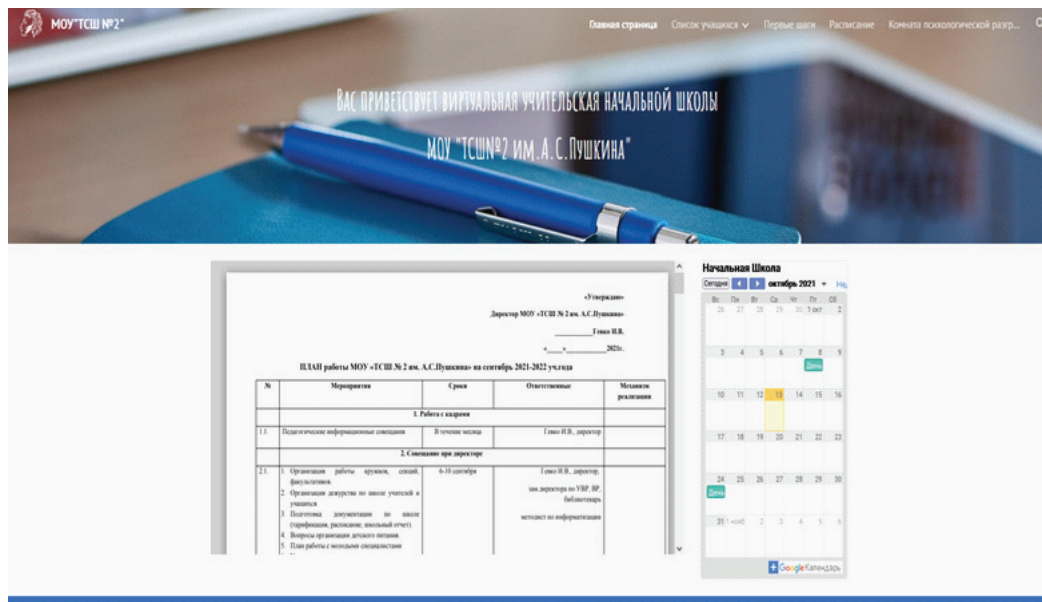 МОУ"ТСШ №2"
Главная страница Список учащихся Первые шаги Расписание Комната психологической разгр...
Вас приветствует виртуальная учительская начальной школы
МОУ "ТСШ№2 им.А.С.Пушкина"
«Утверждаю»
Директор МОУ «ТСШ № 2 им. А.С.Пушкина»
____________Генко И.В.
«____»____________2021г.
ПЛАН работы МОУ «ТСШ № 2 им. А.С.Пушкина» на сентябрь 2021-2022 уч.года
№ Мероприятия Сроки Ответственные Механизм реализации
1. Работа с кадрами
1.1. Педагогические информационные совещания В течение месяца Генко И.В., директор
2. Совещание при директоре
2.1. 1. Организация работы кружков, секций, 6-10 сентября Генко И.В., директор,
факультативов.
2. Организация дежурства по школе учителей и зам.директора по УВР, ВР,
учащихся библиотекарь
3. Подготовка документации по школе методист по информатизации
(тарификация, расписание, школьный отчет).
4. Вопросы организации детского питания.
5. План работы с молодыми специалистами
Начальная Школа
Сегодня октябрь 2021
Вс Пн Вт Ср Чт Пт Сб
26 27 28 29 30 1 окт 2
3 4 5 6 7 8 9
День
10 11 12 13 14 15 16
17 18 19 20 21 22 23
24 25 26 27 28 29 30
День
31 1 нояб 2 3 4 5 6
+ Google Календарь